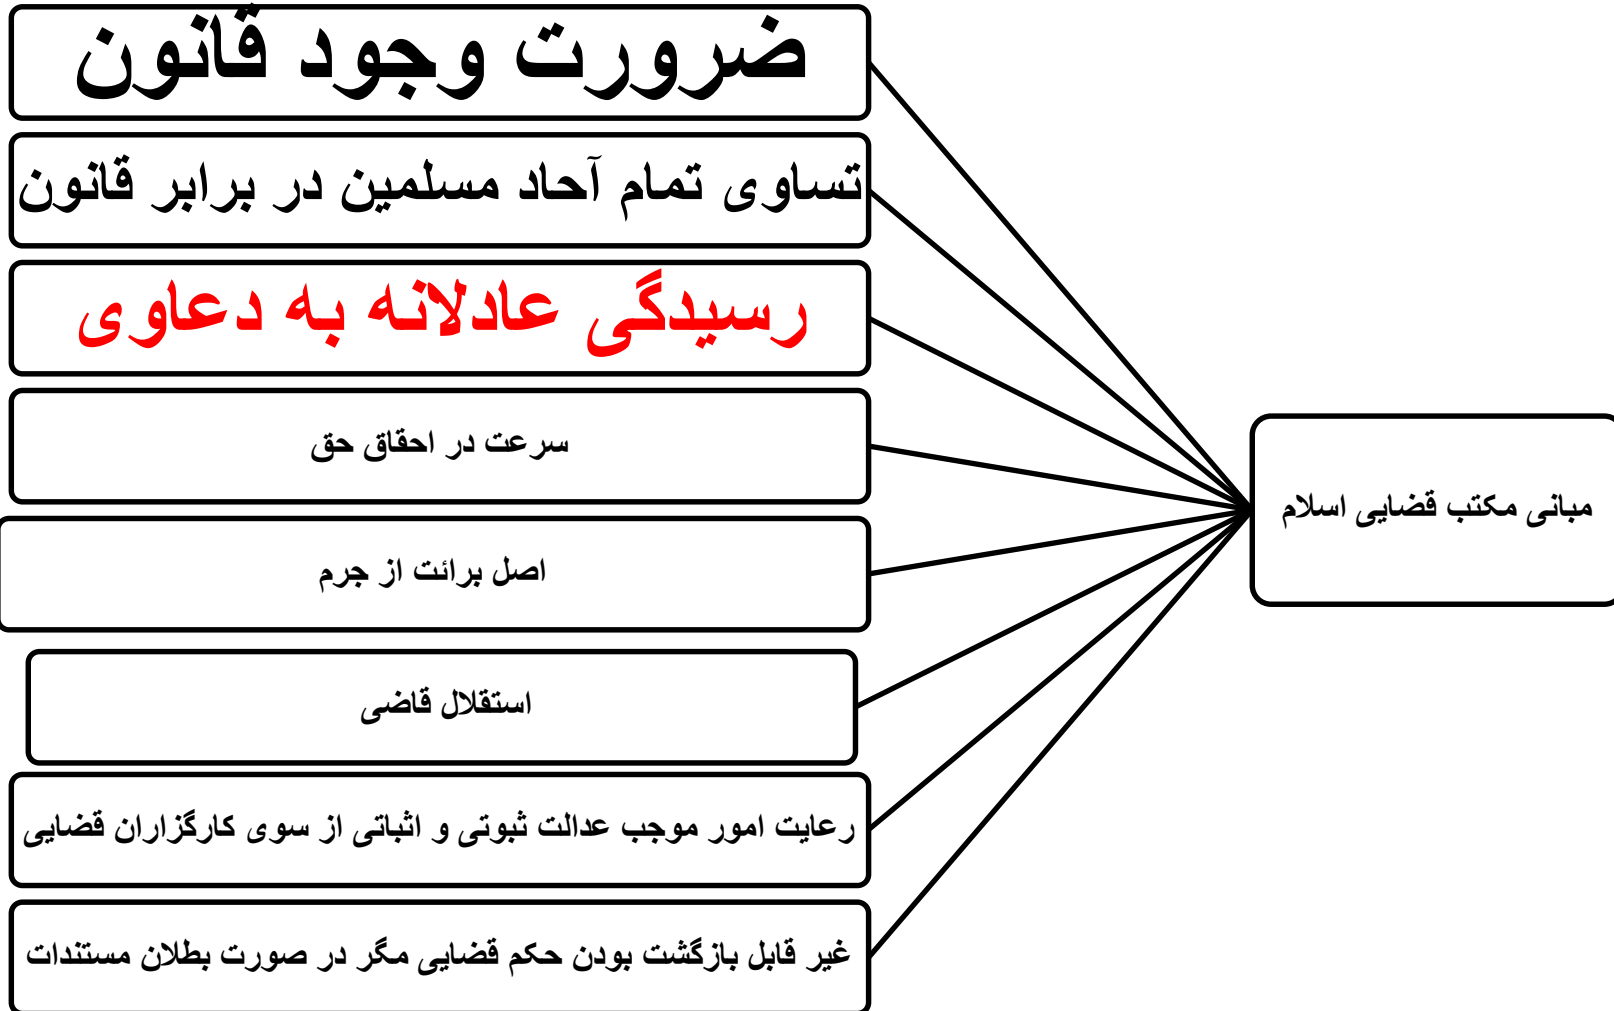 مبانی مکتب قضایی اسلام
ضرورت وجود قانون
تساوی تمام آحاد مسلمین در برابر قانون
رسیدگی عادلانه به دعاوی
سرعت در احقاق حق
اصل برائت از جرم
استقلال قاضی
رعایت امور موجب عدالت ثبوتی و اثباتی از سوی کارگزاران قضایی
غیر قابل بازگشت بودن حکم قضایی مگر در صورت بطلان مستندات